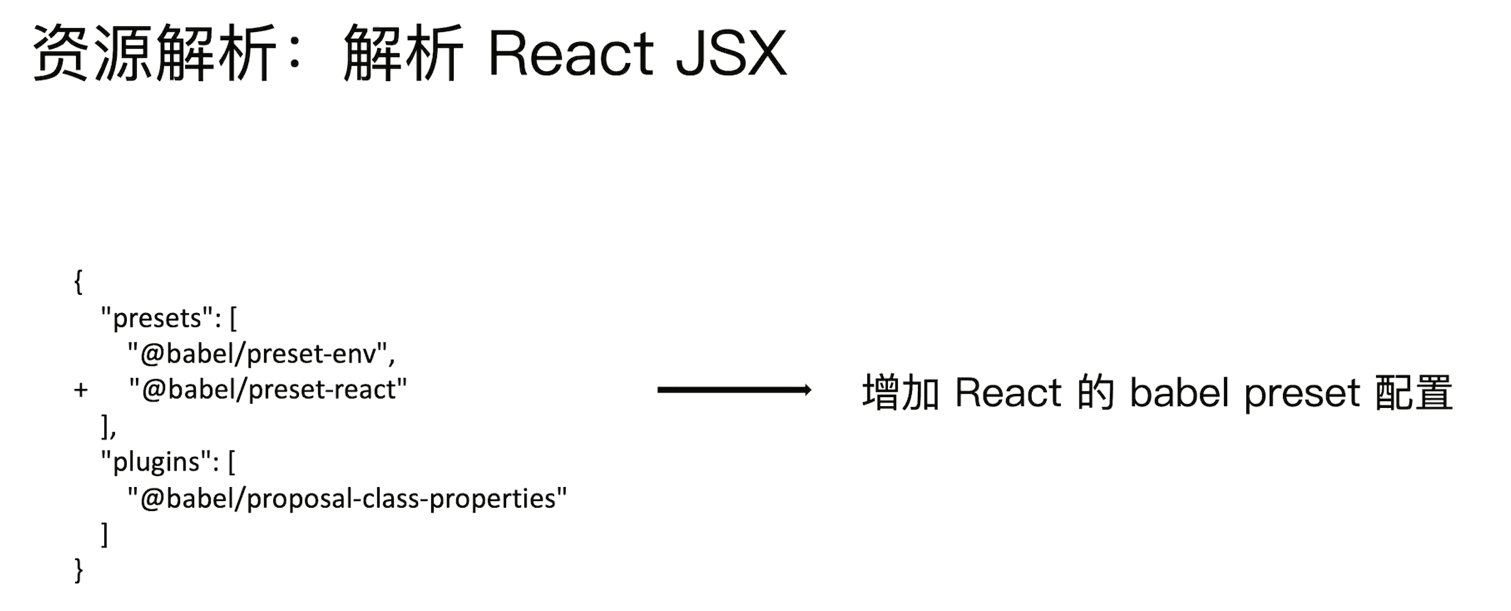 资源解析：解析 React JSX
{
"presets": [
"@babel/preset-env",
+ "@babel/preset-react"
],
"plugins": [
"@babel/proposal-class-properties"
]
}
增加 React 的 babel preset 配置